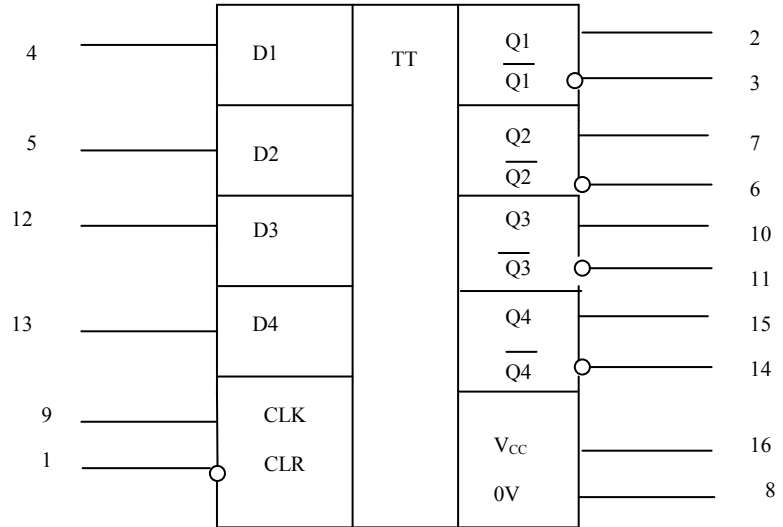 4 D1 TT Q1 2
Q1 3
5 D2 Q2 7
Q2 6
12 D3 Q3 10
Q3 11
13 D4 Q4 15
Q4 14
9 CLK
VCC 16
1 CLR
0V 8